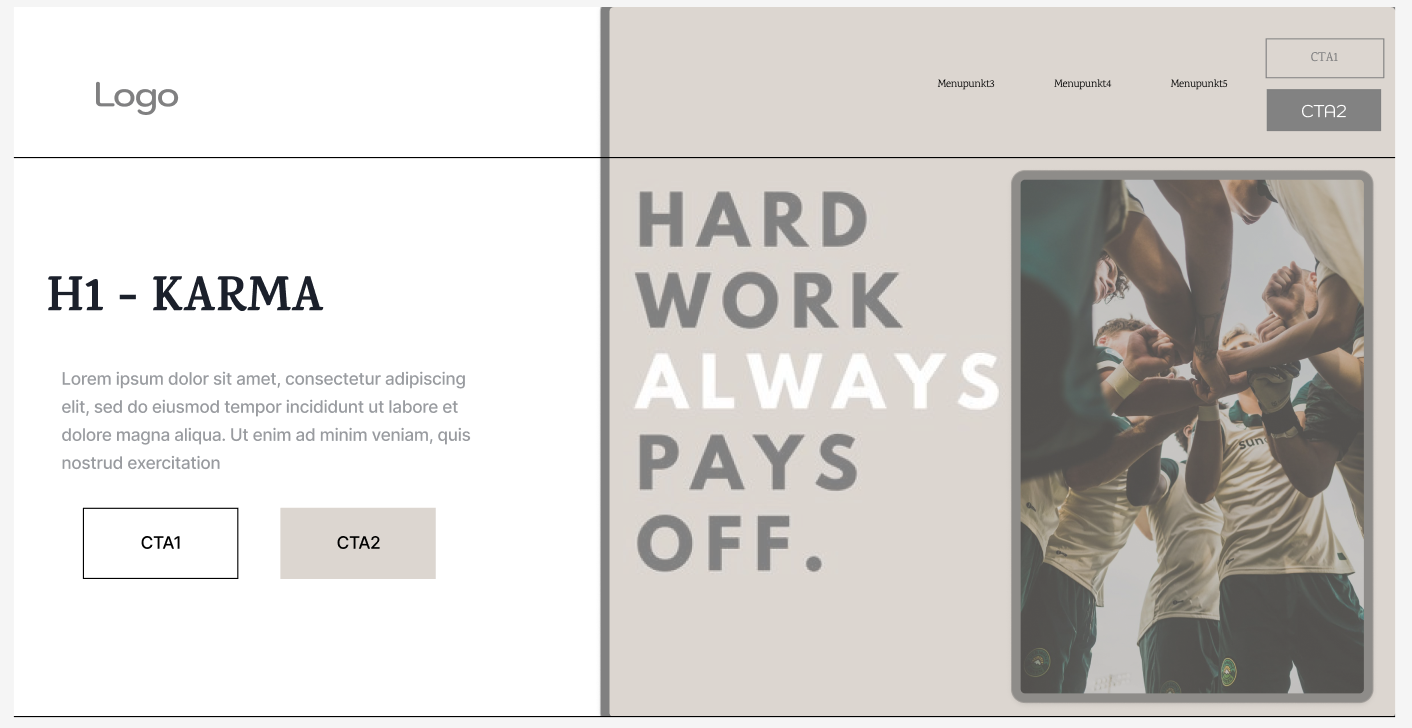 Logo
Menupunkt3
Menupunkt4
Menupunkt5
CTA1
CTA2
H1 - KARMA
Lorem ipsum dolor sit amet, consectetur adipiscing
elit, sed do eiusmod tempor incididunt ut labore et
dolore magna aliqua. Ut enim ad minim veniam, quis
nostrud exercitation
CTA1
CTA2
HARD
WORK
ALWAYS
PAYS
OFF.